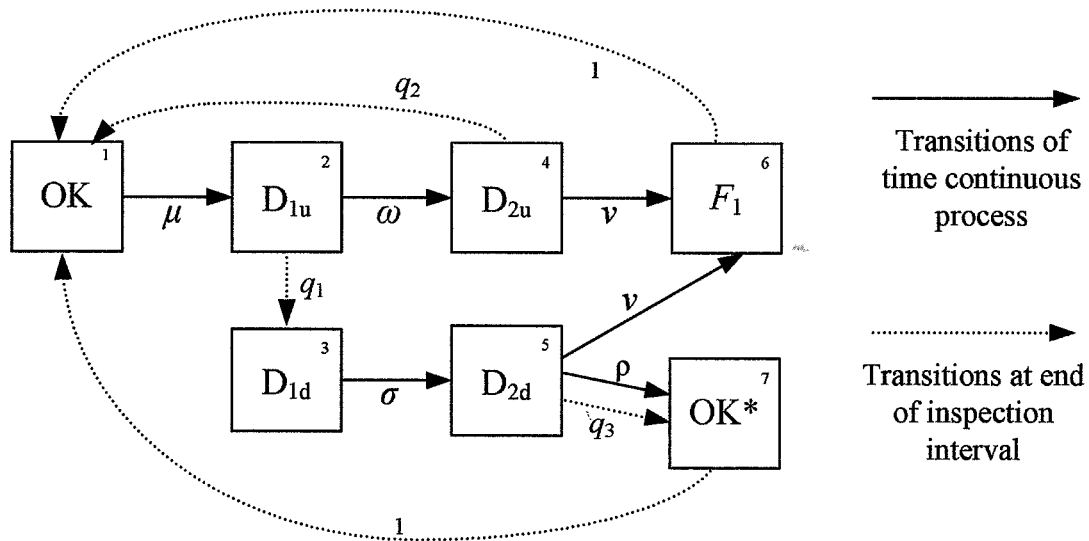 1
q2
OK 1
D1u 2
D2u 4
F1 6
μ
ω
ν
q1
ν
D1d 3
D2d 5
OK* 7
σ
ρ
q3
1
Transitions of
time continuous
process
Transitions at end
of inspection
interval